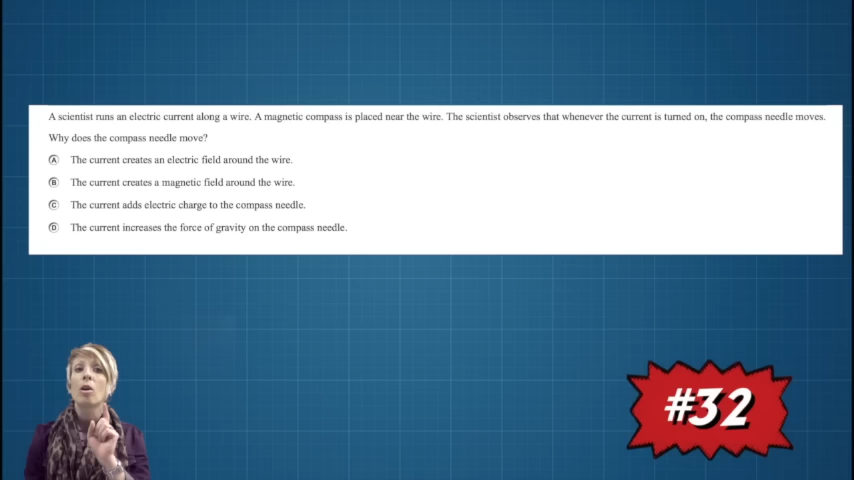 A scientist runs an electric current along a wire. A magnetic compass is placed near the wire. The scientist observes that whenever the current is turned on, the compass needle moves.
Why does the compass needle move?
A The current creates an electric field around the wire.
B The current creates a magnetic field around the wire.
C The current adds electric charge to the compass needle.
D The current increases the force of gravity on the compass needle.
#32